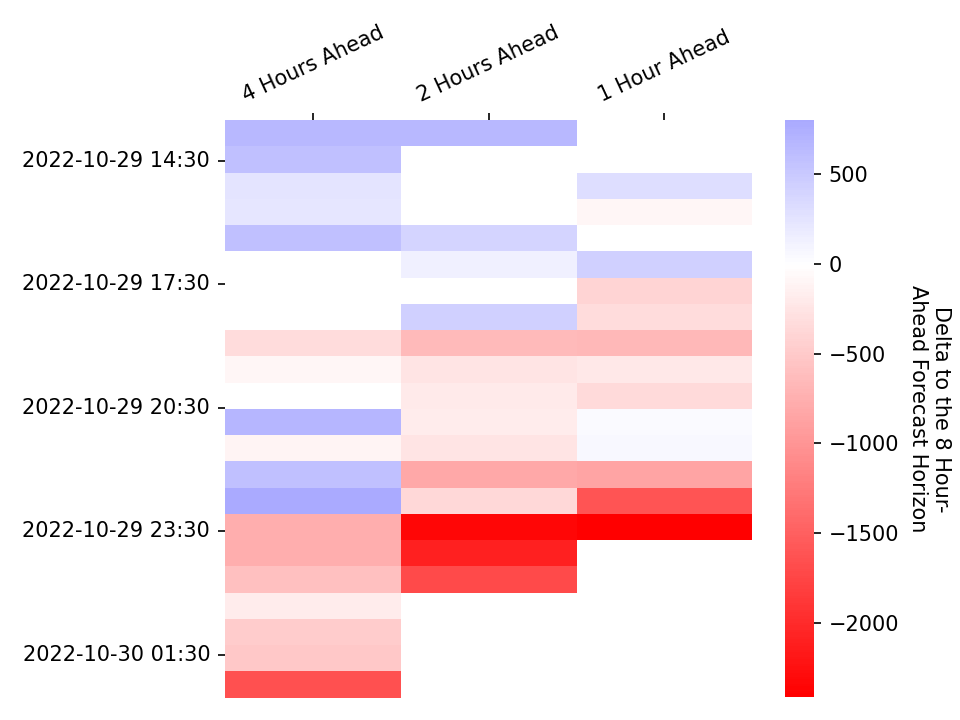 4 Hours Ahead
2 Hours Ahead
1 Hour Ahead
2022-10-29 14:30
2022-10-29 17:30
2022-10-29 20:30
2022-10-29 23:30
2022-10-30 01:30
500
0
−500
−1000
−1500
−2000
Delta to the 8 Hour-
Ahead Forecast Horizon